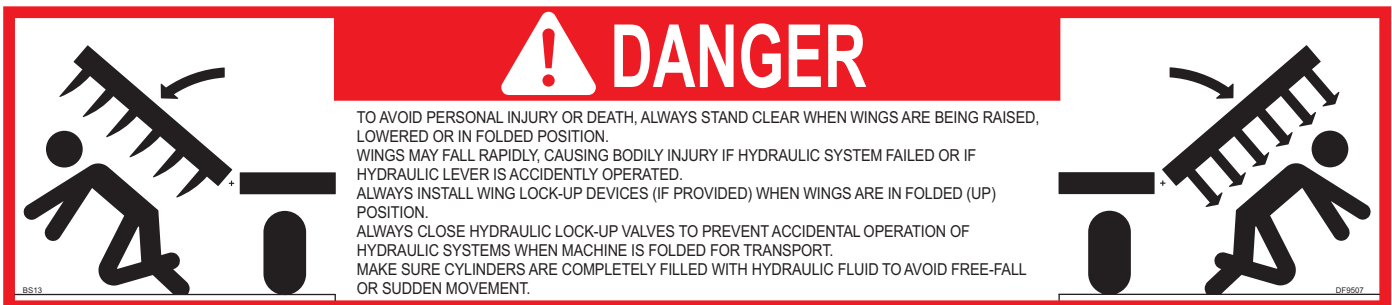 DANGER
TO AVOID PERSONAL INJURY OR DEATH, ALWAYS STAND CLEAR WHEN WINGS ARE BEING RAISED,
LOWERED OR IN FOLDED POSITION.
WINGS MAY FALL RAPIDLY, CAUSING BODILY INJURY IF HYDRAULIC SYSTEM FAILED OR IF
HYDRAULIC LEVER IS ACCIDENTLY OPERATED.
ALWAYS INSTALL WING LOCK-UP DEVICES (IF PROVIDED) WHEN WINGS ARE IN FOLDED (UP)
POSITION.
ALWAYS CLOSE HYDRAULIC LOCK-UP VALVES TO PREVENT ACCIDENTAL OPERATION OF
HYDRAULIC SYSTEMS WHEN MACHINE IS FOLDED FOR TRANSPORT.
MAKE SURE CYLINDERS ARE COMPLETELY FILLED WITH HYDRAULIC FLUID TO AVOID FREE-FALL
OR SUDDEN MOVEMENT.
BS13
DF9507